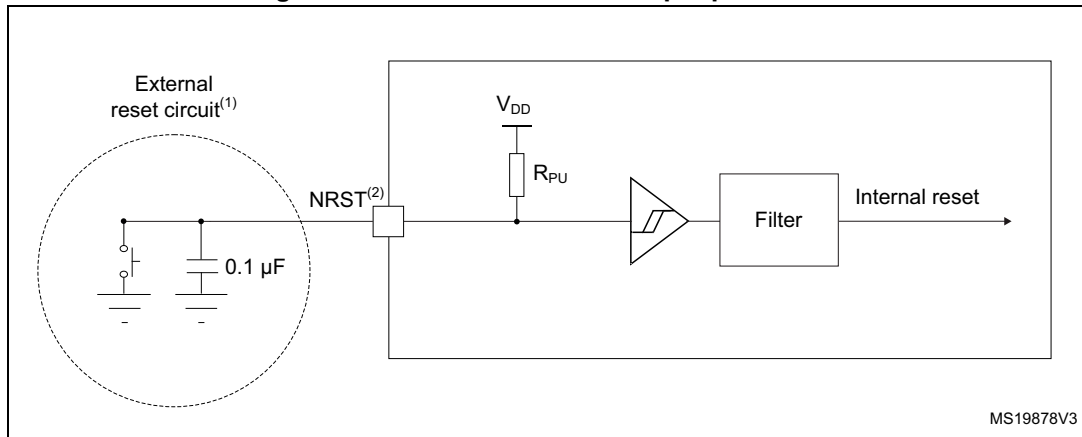 External
reset circuit(1)
VDD
RPU
NRST(2)
Filter
Internal reset
0.1 µF
MS19878V3